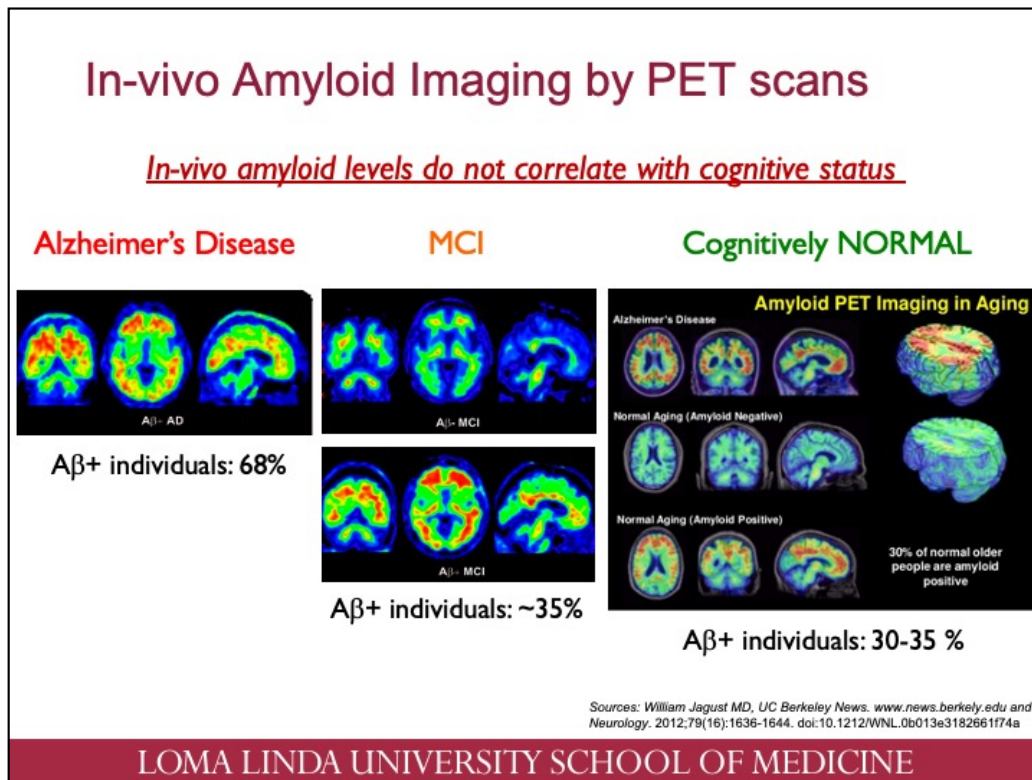 In-vivo Amyloid Imaging by PET scans
In-vivo amyloid levels do not correlate with cognitive status
Alzheimer's Disease
MCI
Cognitively NORMAL
Aβ+ AD
Aβ+ individuals: 68%
Aβ- MCI
Aβ+ MCI
Aβ+ individuals: ~35%
Amyloid PET Imaging in Aging
Alzheimer's Disease
Normal Aging (Amyloid Negative)
Normal Aging (Amyloid Positive)
30% of normal older
people are amyloid
positive
Aβ+ individuals: 30-35 %
Sources: William Jagust MD, UC Berkeley News. www.news.berkely.edu and
Neurology. 2012;79(16):1636-1644. doi:10.1212/WNL.0b013e3182661f74a
LOMA LINDA UNIVERSITY SCHOOL OF MEDICINE